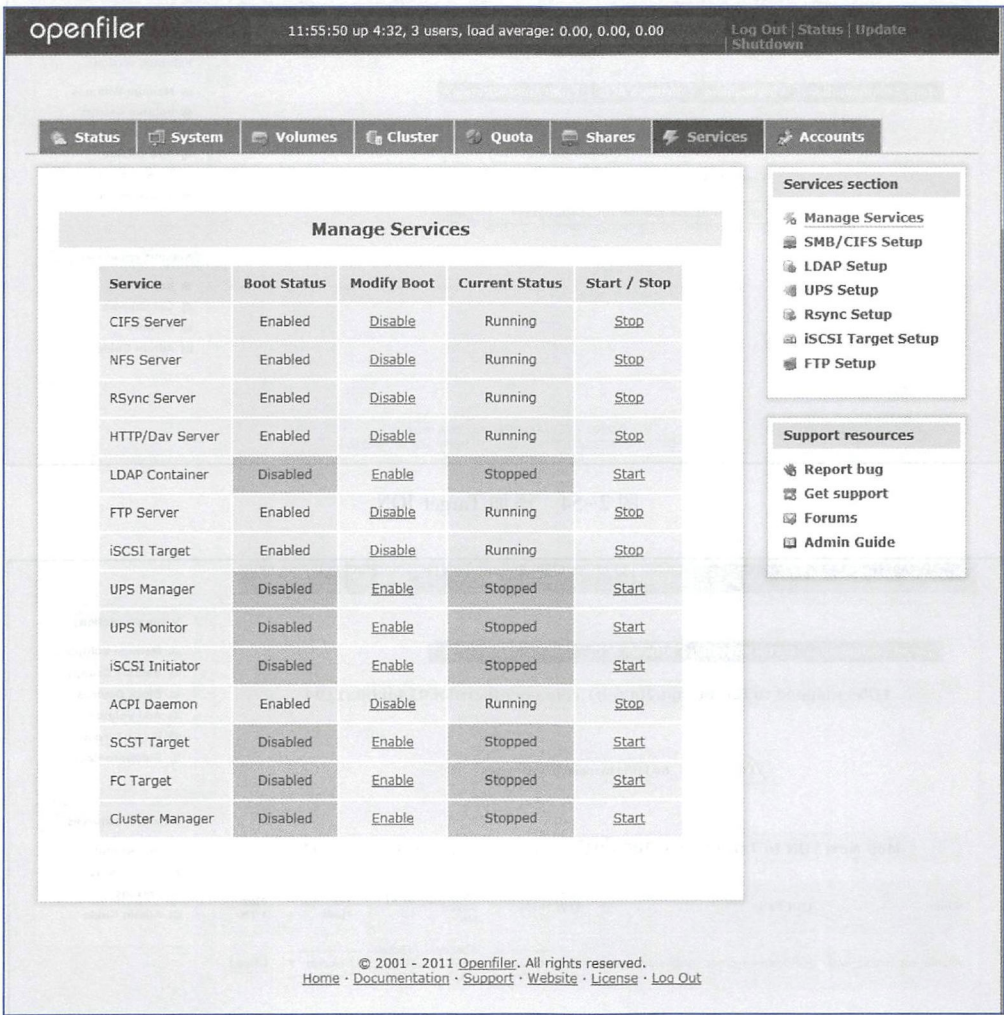 openfiler
11:55:50 up 4:32, 3 users, load average: 0.00, 0.00, 0.00
Log Out | Status | Update
| Shutdown
Status System Volumes Cluster Quota Shares Services Accounts
Manage Services
Service Boot Status Modify Boot Current Status Start / Stop
CIFS Server Enabled Disable Running Stop
NFS Server Enabled Disable Running Stop
RSync Server Enabled Disable Running Stop
HTTP/Dav Server Enabled Disable Running Stop
LDAP Container Disabled Enable Stopped Start
FTP Server Enabled Disable Running Stop
iSCSI Target Enabled Disable Running Stop
UPS Manager Disabled Enable Stopped Start
UPS Monitor Disabled Enable Stopped Start
iSCSI Initiator Disabled Enable Stopped Start
ACPI Daemon Enabled Disable Running Stop
SCST Target Disabled Enable Stopped Start
FC Target Disabled Enable Stopped Start
Cluster Manager Disabled Enable Stopped Start
Services section
Manage Services
SMB/CIFS Setup
LDAP Setup
UPS Setup
Rsync Setup
iSCSI Target Setup
FTP Setup
Support resources
Report bug
Get support
Forums
Admin Guide
© 2001 - 2011 Openfiler. All rights reserved.
Home · Documentation · Support · Website · License · Log Out